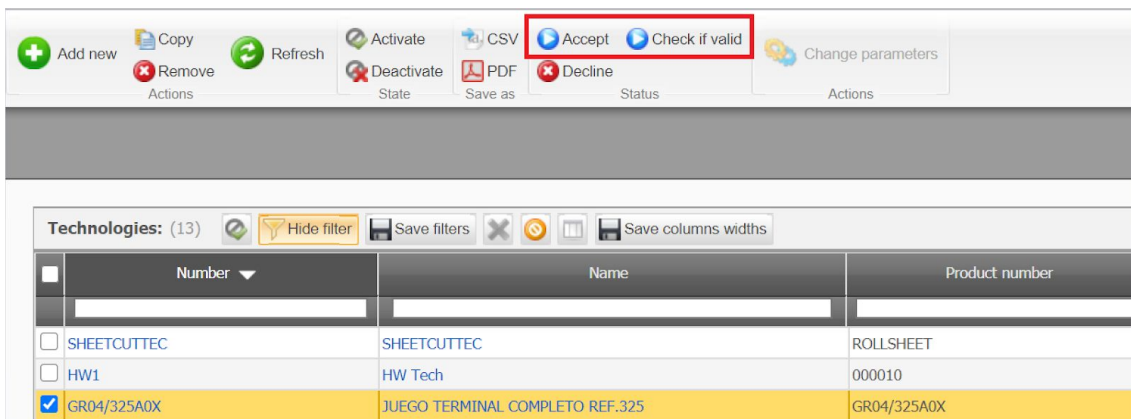 Add new Copy Refresh Activate CSV Accept Check if valid Change parameters
Remove Deactivate PDF Decline
Actions State Save as Status Actions
Technologies: (13) Hide filter Save filters Save columns widths
Number Name Product number
SHEETCUTTEC SHEETCUTTEC ROLLSHEET
HW1 HW Tech 000010
GR04/325A0X JUEGO TERMINAL COMPLETO REF.325 GR04/325A0X